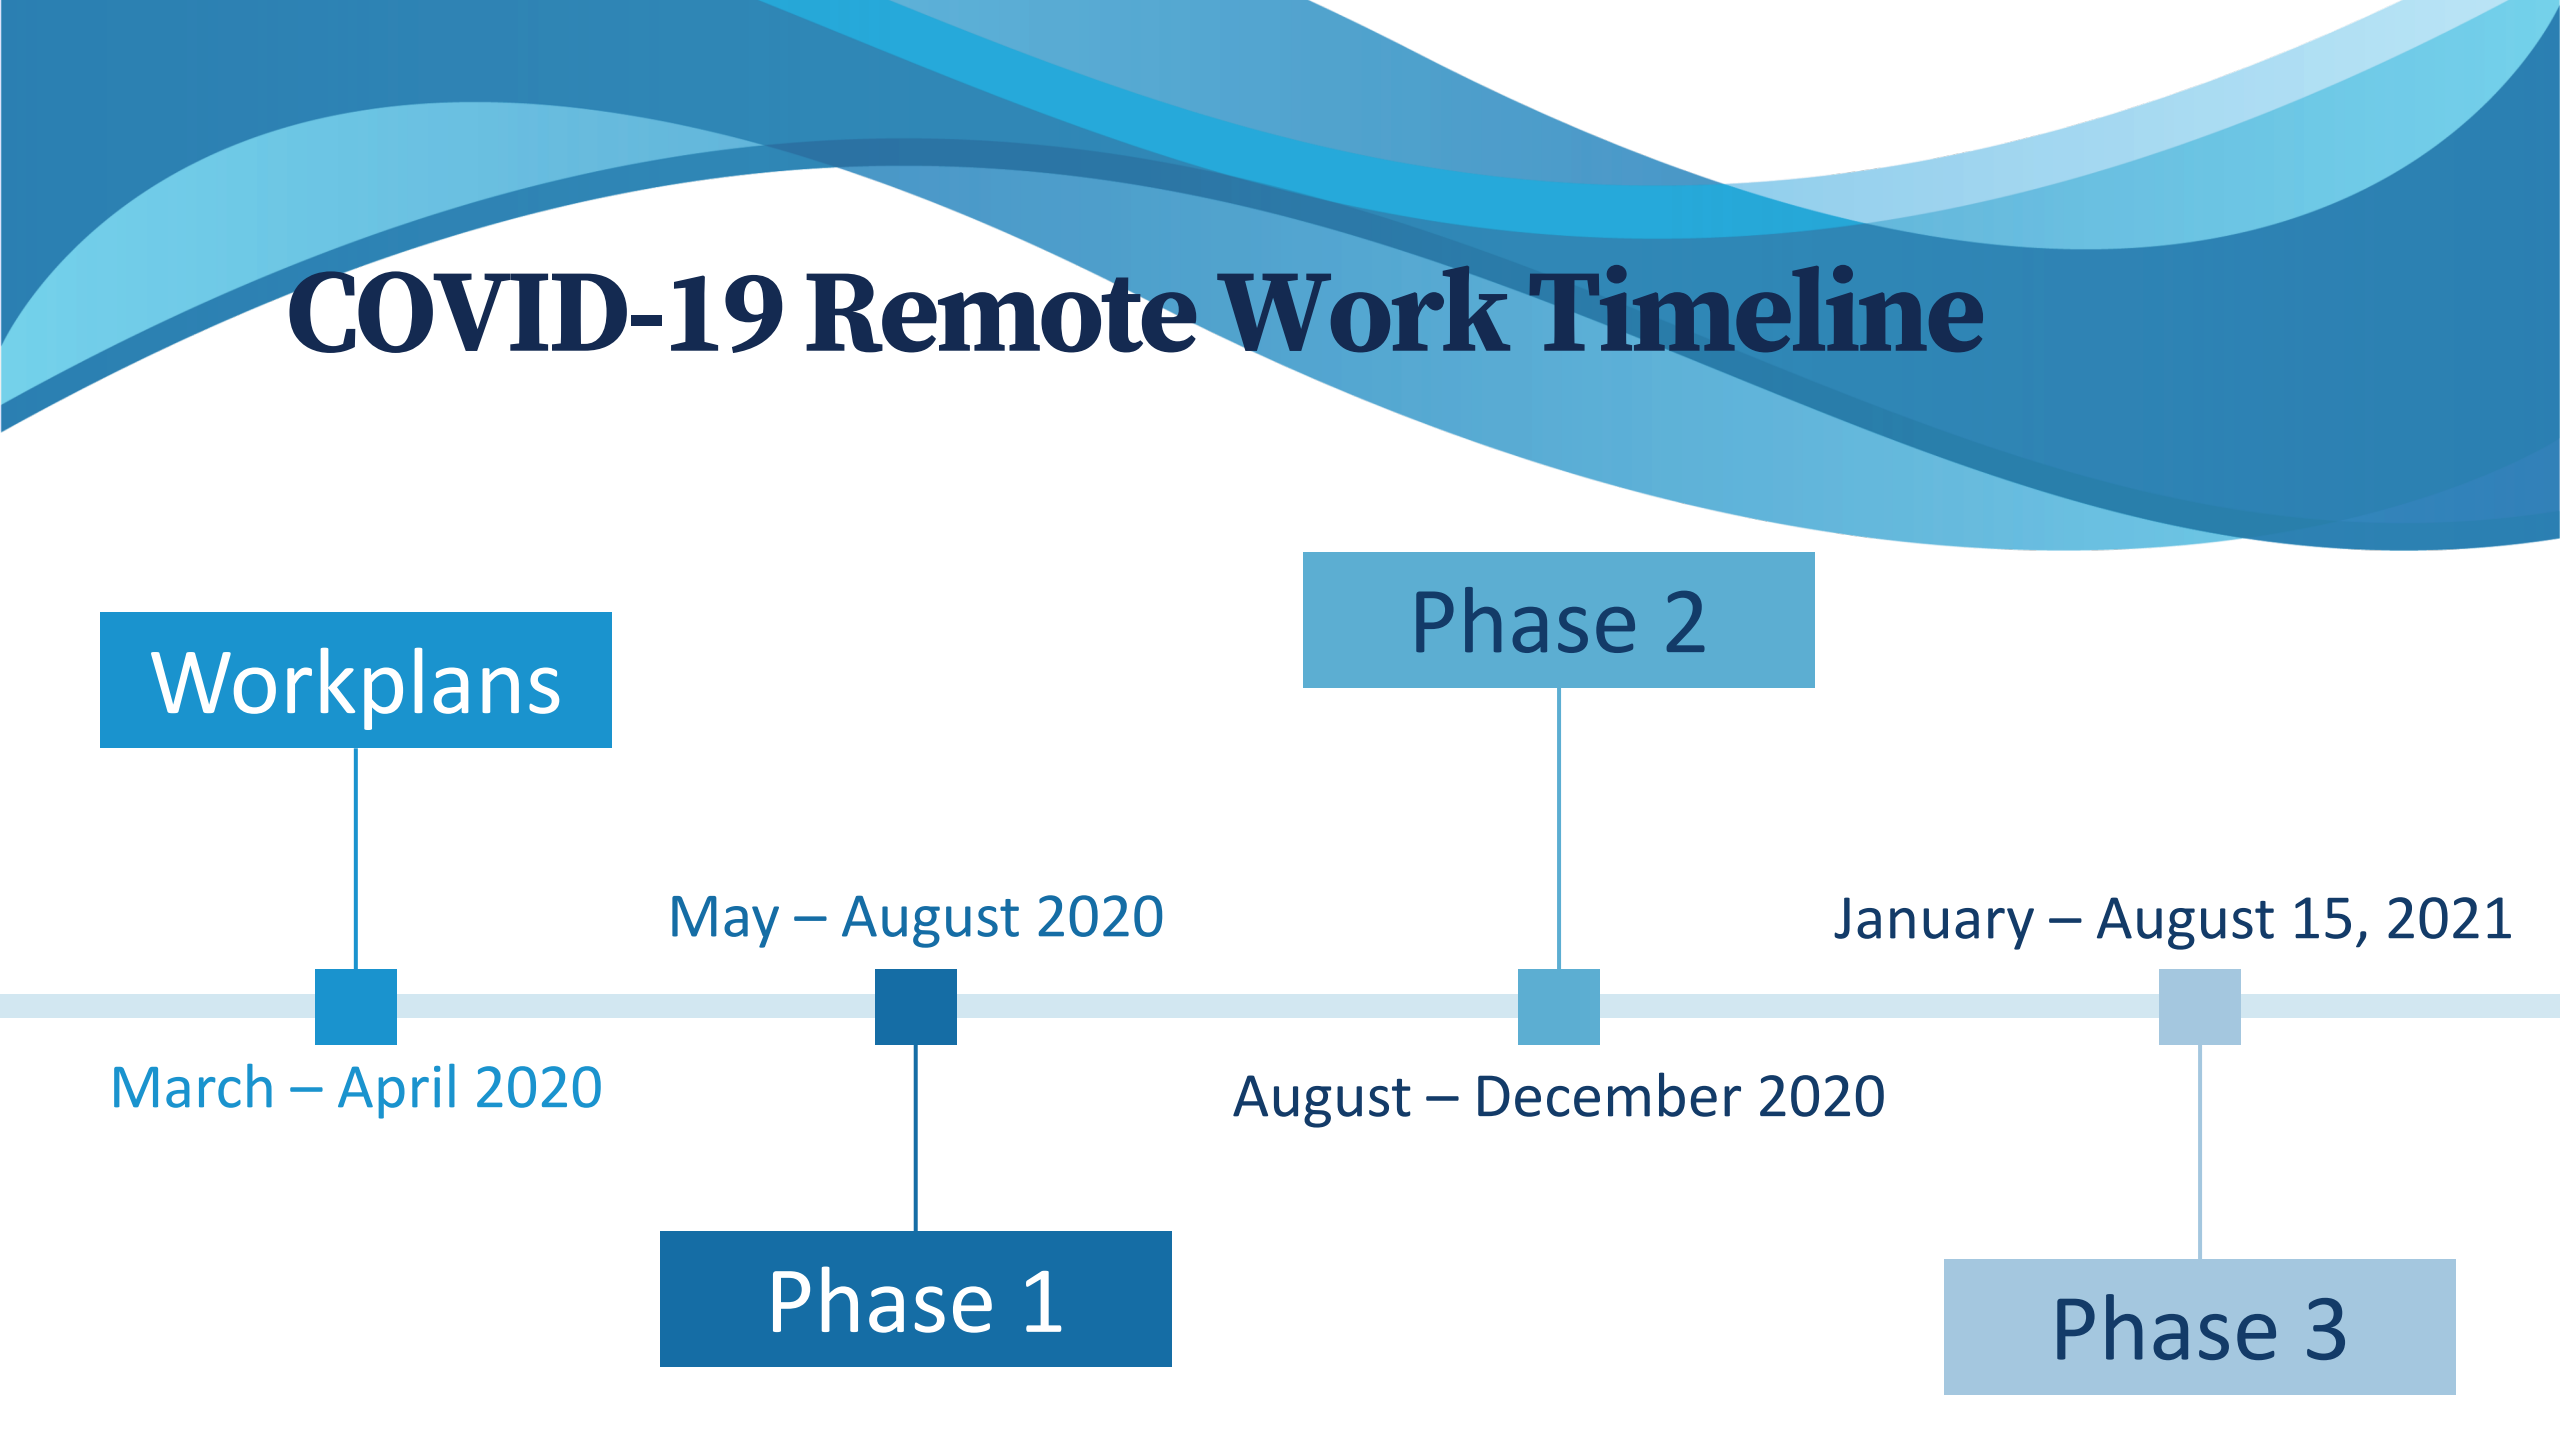 COVID-19 Remote Work Timeline
Workplans
March – April 2020
May – August 2020
Phase 1
Phase 2
August – December 2020
January – August 15, 2021
Phase 3